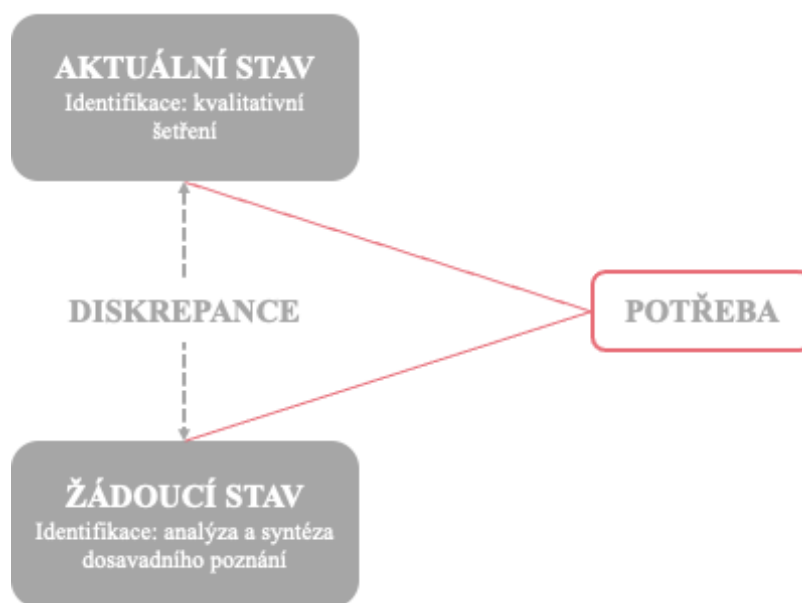 AKTUÁLNÍ STAV
Identifikace: kvalitativní
šetření
DISKREPANCE
POTŘEBA
ŽÁDOUCÍ STAV
Identifikace: analýza a syntéza
dosavadního poznání